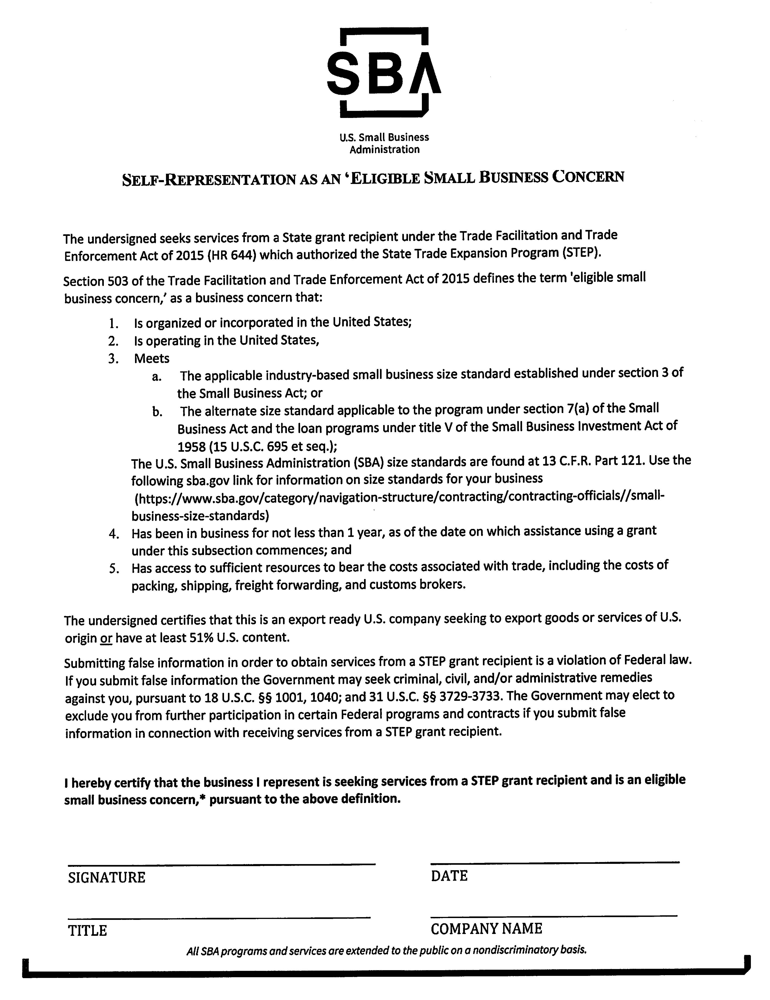 SBA
U.S. Small Business
Administration
SELF-REPRESENTATION AS AN ‘ELIGIBLE SMALL BUSINESS CONCERN
The undersigned seeks services from a State grant recipient under the Trade Facilitation and Trade
Enforcement Act of 2015 (HR 644) which authorized the State Trade Expansion Program (STEP).
Section 503 of the Trade Facilitation and Trade Enforcement Act of 2015 defines the term 'eligible small
business concern,’ as a business concern that:
1. Is organized or incorporated in the United States;
2. Is operating in the United States,
3. Meets
a. The applicable industry-based small business size standard established under section 3 of
the Small Business Act; or
b. The alternate size standard applicable to the program under section 7(a) of the Small
Business Act and the loan programs under title V of the Small Business Investment Act of
1958 (15 U.S.C. 695 et seq.);
The U.S. Small Business Administration (SBA) size standards are found at 13 C.F.R. Part 121. Use the
following sba.gov link for information on size standards for your business
(https://www.sba.gov/category/navigation-structure/contracting/contracting-officials//small-
business-size-standards)
4. Has been in business for not less than 1 year, as of the date on which assistance using a grant
under this subsection commences; and
5. Has access to sufficient resources to bear the costs associated with trade, including the costs of
packing, shipping, freight forwarding, and customs brokers.
The undersigned certifies that this is an export ready U.S. company seeking to export goods or services of U.S.
origin or have at least 51% U.S. content.
Submitting false information in order to obtain services from a STEP grant recipient is a violation of Federal law.
If you submit false information the Government may seek criminal, civil, and/or administrative remedies
against you, pursuant to 18 U.S.C. §§ 1001, 1040; and 31 U.S.C. §§ 3729-3733. The Government may elect to
exclude you from further participation in certain Federal programs and contracts if you submit false
information in connection with receiving services from a STEP grant recipient.
I hereby certify that the business I represent is seeking services from a STEP grant recipient and is an eligible
small business concern,* pursuant to the above definition.
SIGNATURE DATE
TITLE COMPANY NAME
All SBA programs and services are extended to the public on a nondiscriminatory basis.